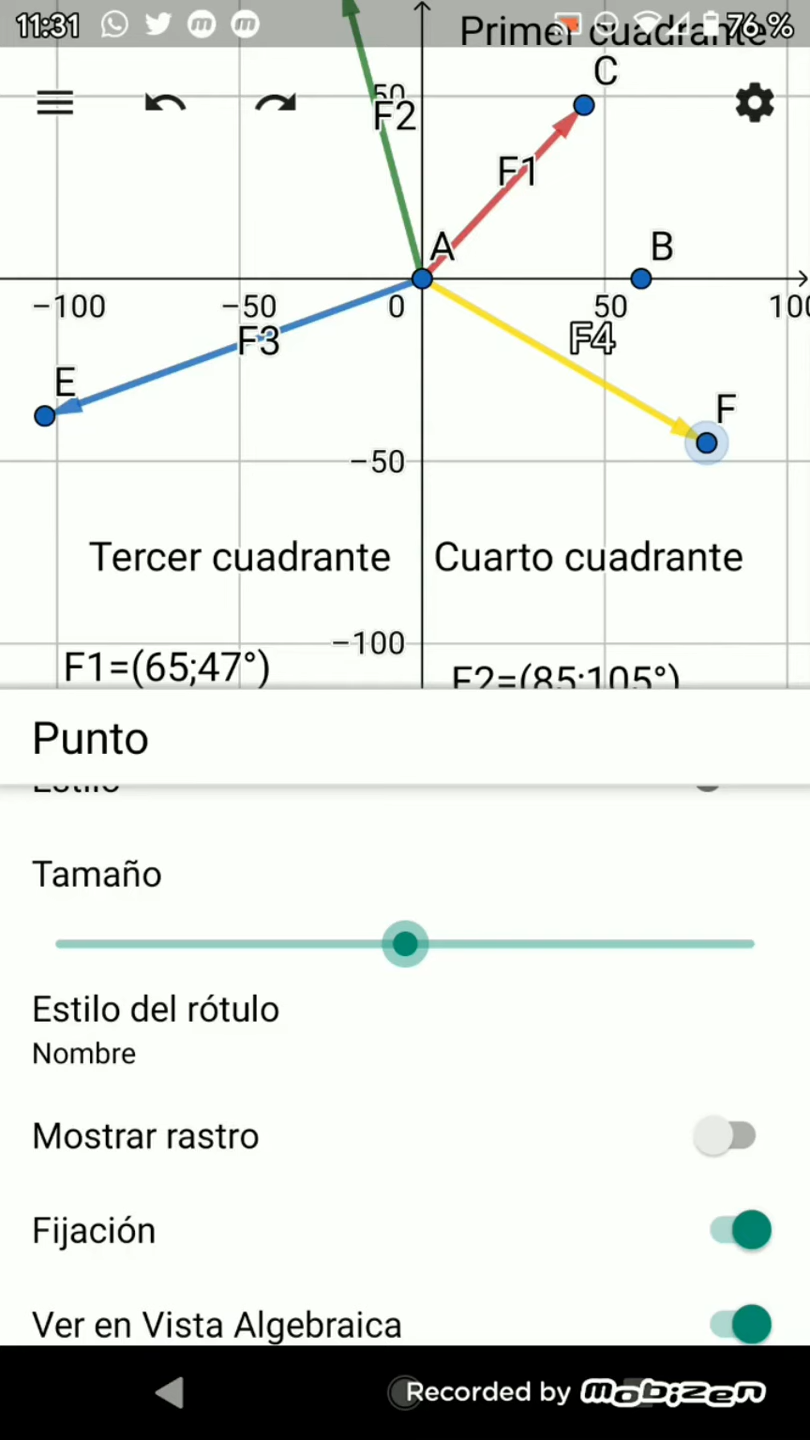 11:31
76 %
Primer cuadrante
C
50
F2
F1
A
B
−100
−50
0
50
100
F3
F4
E
F
−50
Tercer cuadrante
Cuarto cuadrante
−100
F1=(65;47°)
F2=(85;105°)
Punto
Estilo
Tamaño
Estilo del rótulo
Nombre
Mostrar rastro
Fijación
Ver en Vista Algebraica
Recorded by mobizen